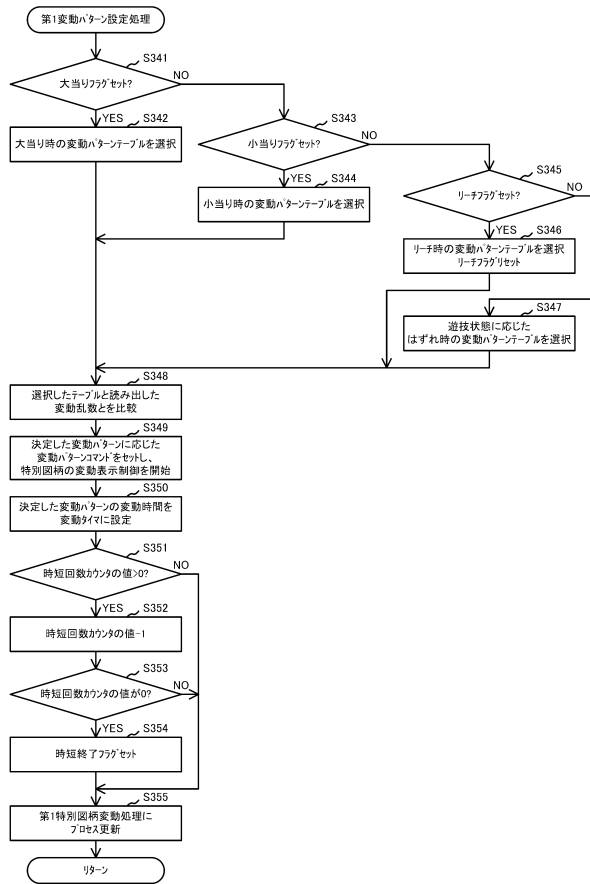 第1変動パターン設定処理
S341
大当りフラグセット?
NO
YES
S342
大当り時の変動パターンテーブルを選択
S343
小当りフラグセット?
NO
YES
S344
小当り時の変動パターンテーブルを選択
S345
リーチフラグセット?
NO
YES
S346
リーチ時の変動パターンテーブルを選択
リーチフラグリセット
S347
遊技状態に応じた
はずれ時の変動パターンテーブルを選択
S348
選択したテーブルと読み出した
変動乱数とを比較
S349
決定した変動パターンに応じた
変動パターンコマンドをセットし、
特別図柄の変動表示制御を開始
S350
決定した変動パターンの変動時間を
変動タイマに設定
S351
時短回数カウンタの値>0?
NO
YES
S352
時短回数カウンタの値-1
S353
時短回数カウンタの値が0?
NO
YES
S354
時短終了フラグセット
S355
第1特別図柄変動処理に
プロセス更新
リターン